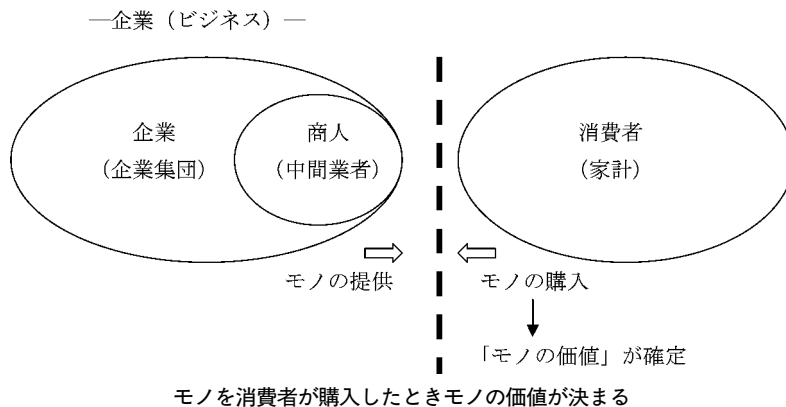 ―企業（ビジネス）―
企業
（企業集団）
商人
（中間業者）
消費者
（家計）
モノの提供
モノの購入
「モノの価値」が確定
モノを消費者が購入したときモノの価値が決まる